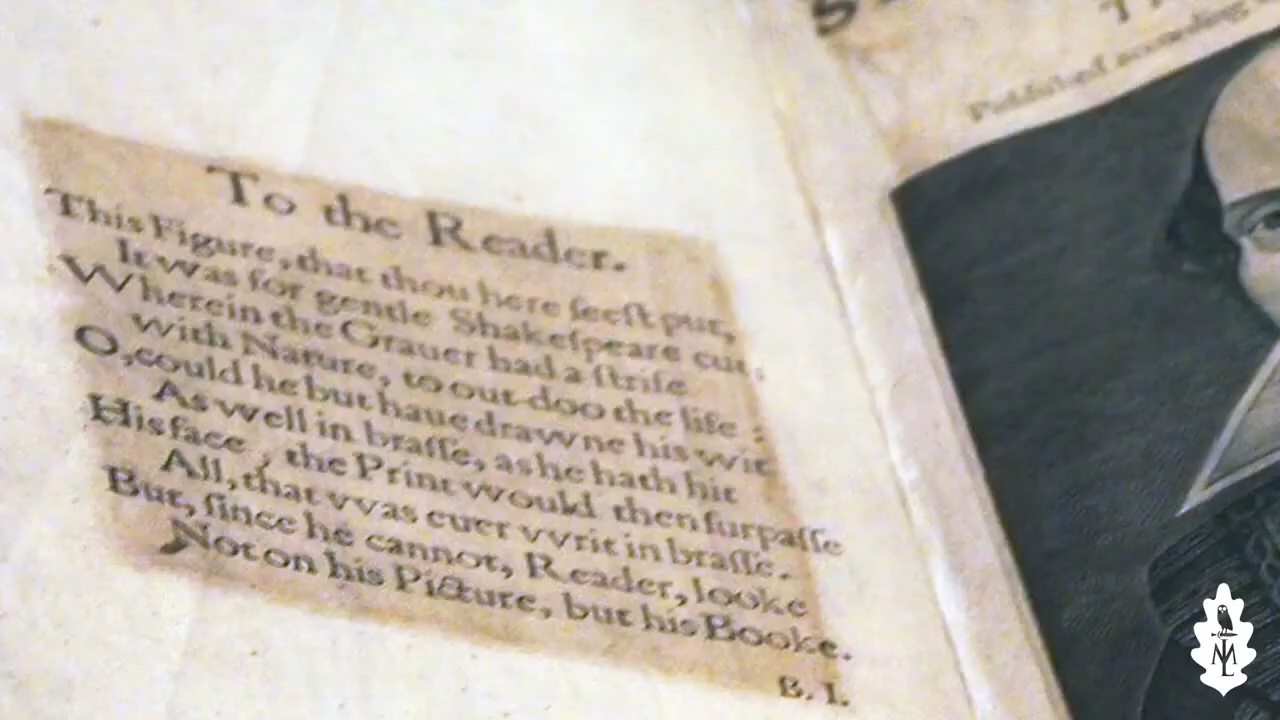 To the Reader.
This Figure, that thou here ſeeſt put,
It was for gentle Shakeſpeare cut,
Wherein the Grauer had a ſtrife
with Nature, to out-doo the life :
O, could he but haue drawne his wit
As well in braſſe, as he hath hit
His face , the Print would then ſurpaſſe
All, that vvas euer vvrit in braſſe.
But, ſince he cannot, Reader, looke
Not on his Picture, but his Booke.
B. I.
Publiſhed according
ML